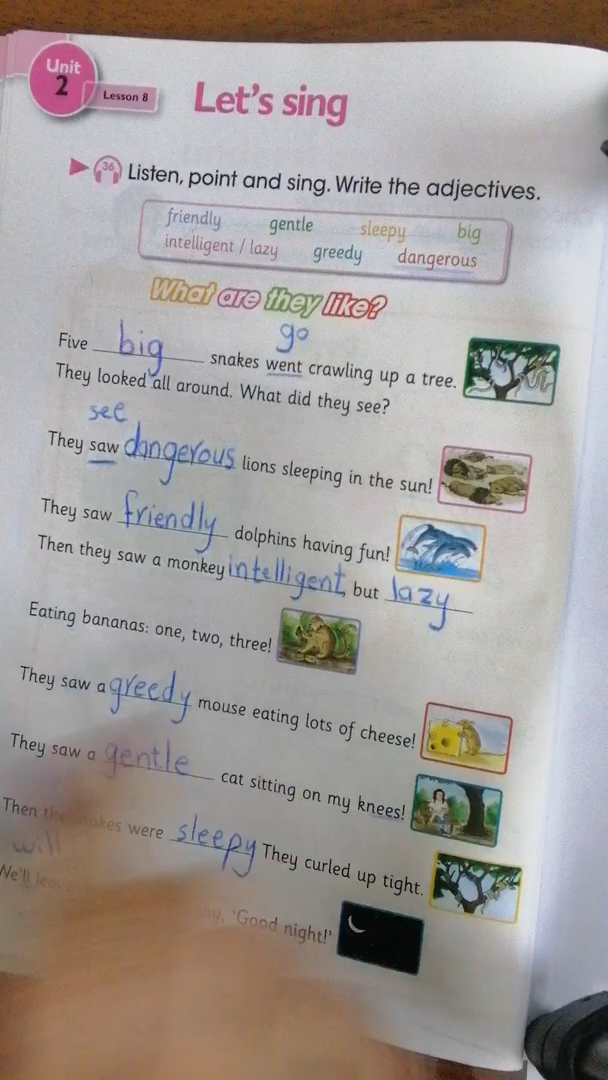 Unit
2
Lesson 8
Let's sing
36
Listen, point and sing. Write the adjectives.
friendly gentle sleepy big
intelligent / lazy greedy dangerous
What are they like?
go
Five big snakes went crawling up a tree.
They looked all around. What did they see?
see
They saw dangerous lions sleeping in the sun!
They saw friendly dolphins having fun!
Then they saw a monkey intelligent, but lazy
Eating bananas: one, two, three!
They saw a greedy mouse eating lots of cheese!
They saw a gentle cat sitting on my knees!
Then the snakes were sleepy They curled up tight.
will
We'll 'Good night!'